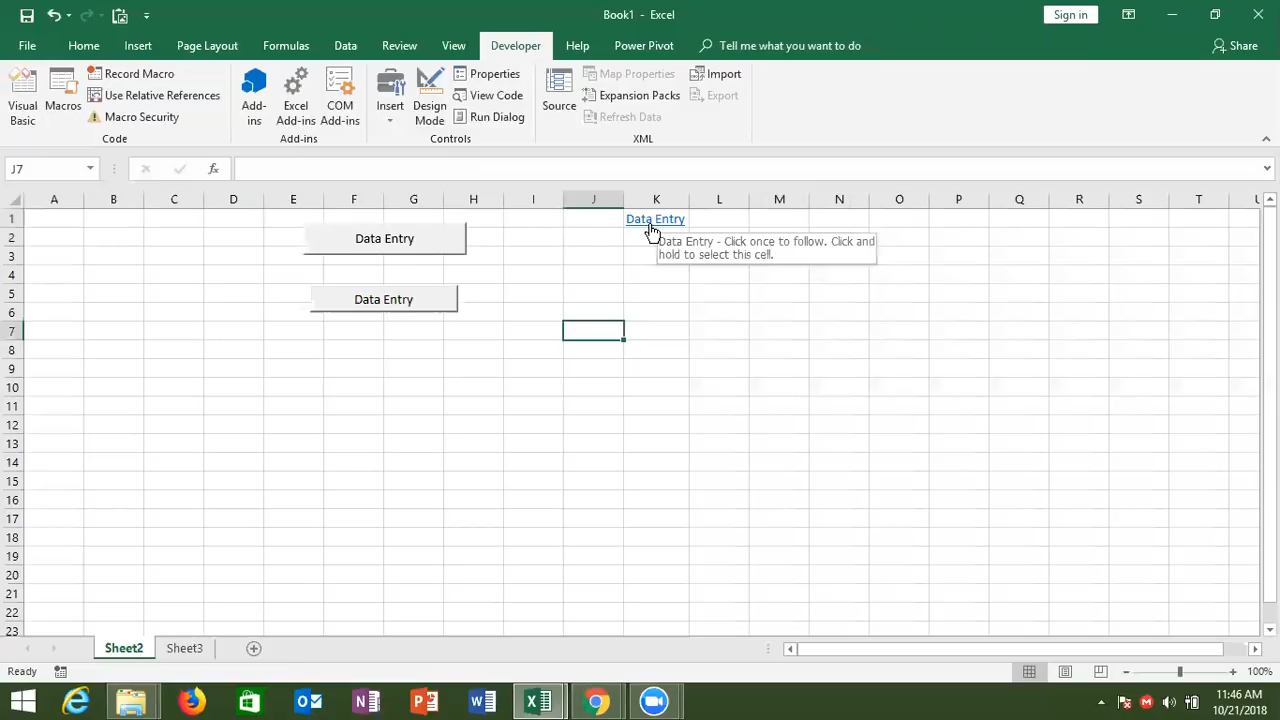 Book1 - Excel
Sign in
File Home Insert Page Layout Formulas Data Review View Developer Help Power Pivot Tell me what you want to do Share
Visual Basic
Macros
Record Macro
Use Relative References
Macro Security
Code
Add-ins
Excel Add-ins
COM Add-ins
Add-ins
Insert
Design Mode
Properties
View Code
Run Dialog
Controls
Source
Map Properties
Expansion Packs
Refresh Data
Import
Export
XML
J7
fx
A B C D E F G H I J K L M N O P Q R S T U
1 Data Entry
2 Data Entry
Data Entry - Click once to follow. Click and
hold to select this cell.
3
4
5 Data Entry
6
7
8
9
10
11
12
13
14
15
16
17
18
19
20
21
22
23
Sheet2 Sheet3
Ready
100%
11:46 AM
10/21/2018